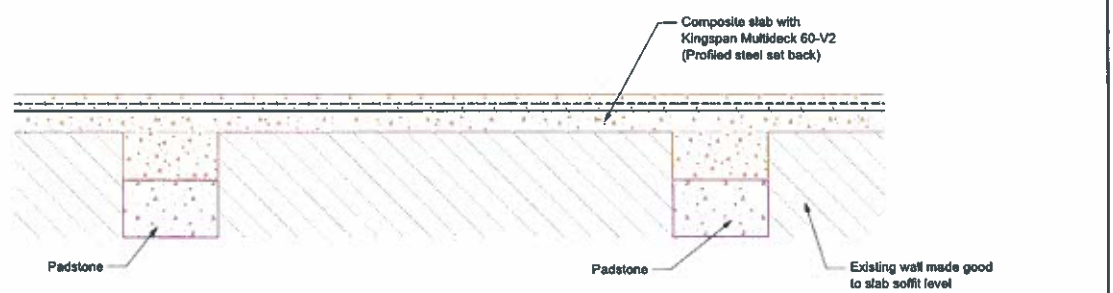 Composite slab with
Kingspan Multideck 60-V2
(Profiled steel set back)
Padstone
Padstone
Existing wall made good
to slab soffit level